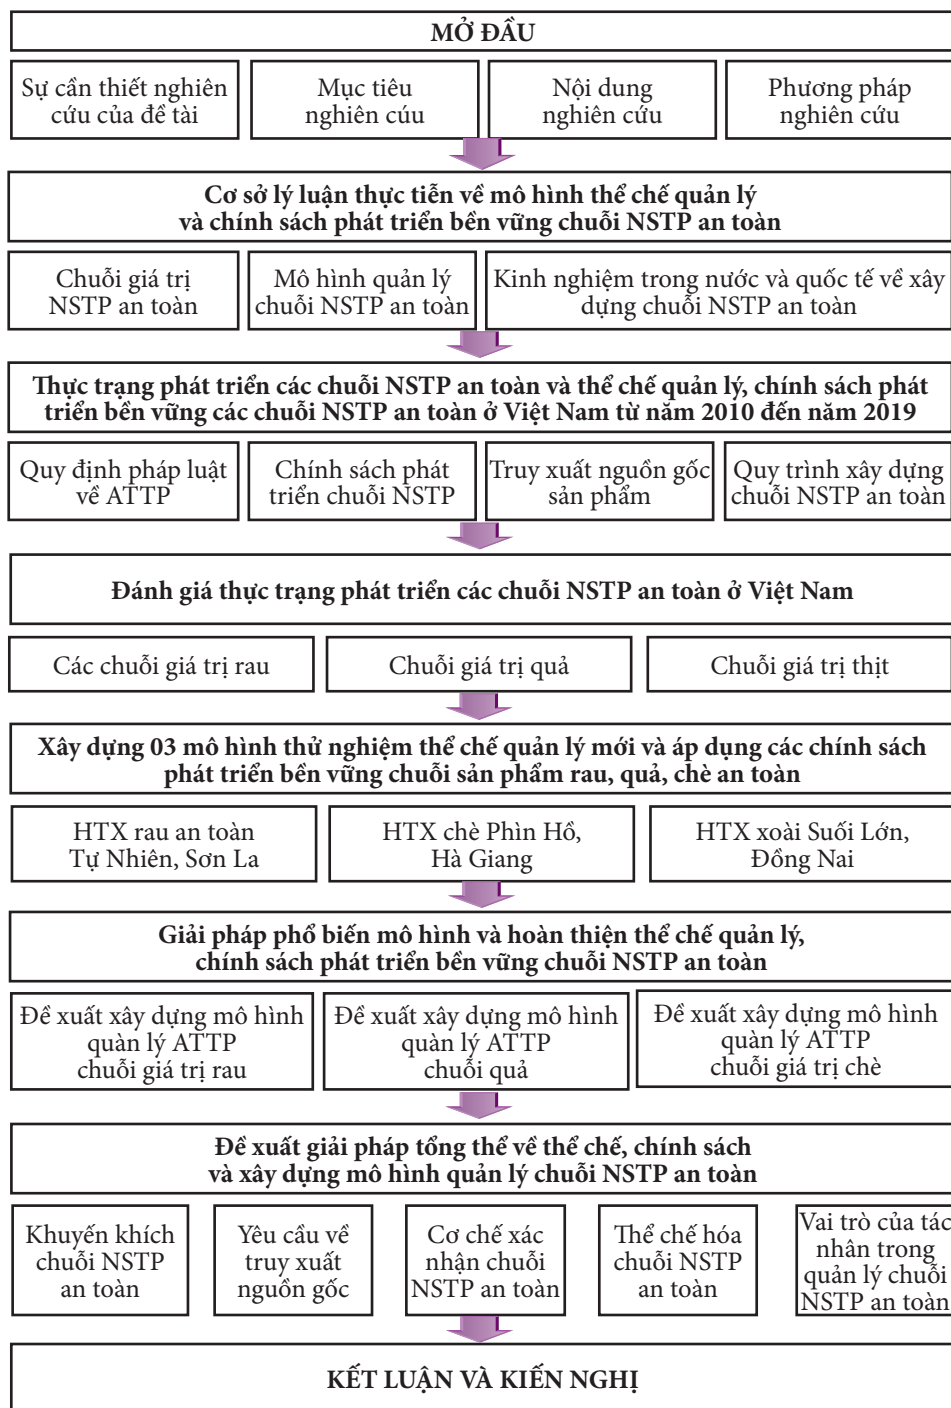 MỞ ĐẦU
Sự cần thiết nghiên
cứu của đề tài
Mục tiêu
nghiên cúu
Nội dung
nghiên cứu
Phương pháp
nghiên cứu
Cơ sở lý luận thực tiễn về mô hình thể chế quản lý
và chính sách phát triển bền vững chuỗi NSTP an toàn
Chuỗi giá trị
NSTP an toàn
Mô hình quản lý
chuỗi NSTP an toàn
Kinh nghiệm trong nước và quốc tế về xây
dựng chuỗi NSTP an toàn
Thực trạng phát triển các chuỗi NSTP an toàn và thể chế quản lý, chính sách phát
triển bền vững các chuỗi NSTP an toàn ở Việt Nam từ năm 2010 đến năm 2019
Quy định pháp luật
về ATTP
Chính sách phát
triển chuỗi NSTP
Truy xuất nguồn gốc
sản phẩm
Quy trình xây dựng
chuỗi NSTP an toàn
Đánh giá thực trạng phát triển các chuỗi NSTP an toàn ở Việt Nam
Các chuỗi giá trị rau
Chuỗi giá trị quả
Chuỗi giá trị thịt
Xây dựng 03 mô hình thử nghiệm thể chế quản lý mới và áp dụng các chính sách
phát triển bền vững chuỗi sản phẩm rau, quả, chè an toàn
HTX rau an toàn
Tự Nhiên, Sơn La
HTX chè Phìn Hồ,
Hà Giang
HTX xoài Suối Lớn,
Đồng Nai
Giải pháp phổ biến mô hình và hoàn thiện thể chế quản lý,
chính sách phát triển bền vững chuỗi NSTP an toàn
Đề xuất xây dựng mô hình
quàn lý ATTP
chuỗi giá trị rau
Đề xuất xây dựng mô hình
quàn lý ATTP
chuỗi quả
Đề xuất xây dựng mô hình
quàn lý ATTP
chuỗi giá trị chè
Đề xuất giải pháp tổng thể về thể chế, chính sách
và xây dựng mô hình quản lý chuỗi NSTP an toàn
Khuyến khích
chuỗi NSTP
an toàn
Yêu cầu về
truy xuất
nguồn gốc
Cơ chế xác
nhận chuỗi
NSTP an toàn
Thể chế hóa
chuỗi NSTP
an toàn
Vai trò của tác
nhân trong
quản lý chuỗi
NSTP an toàn
KẾT LUẬN VÀ KIẾN NGHỊ